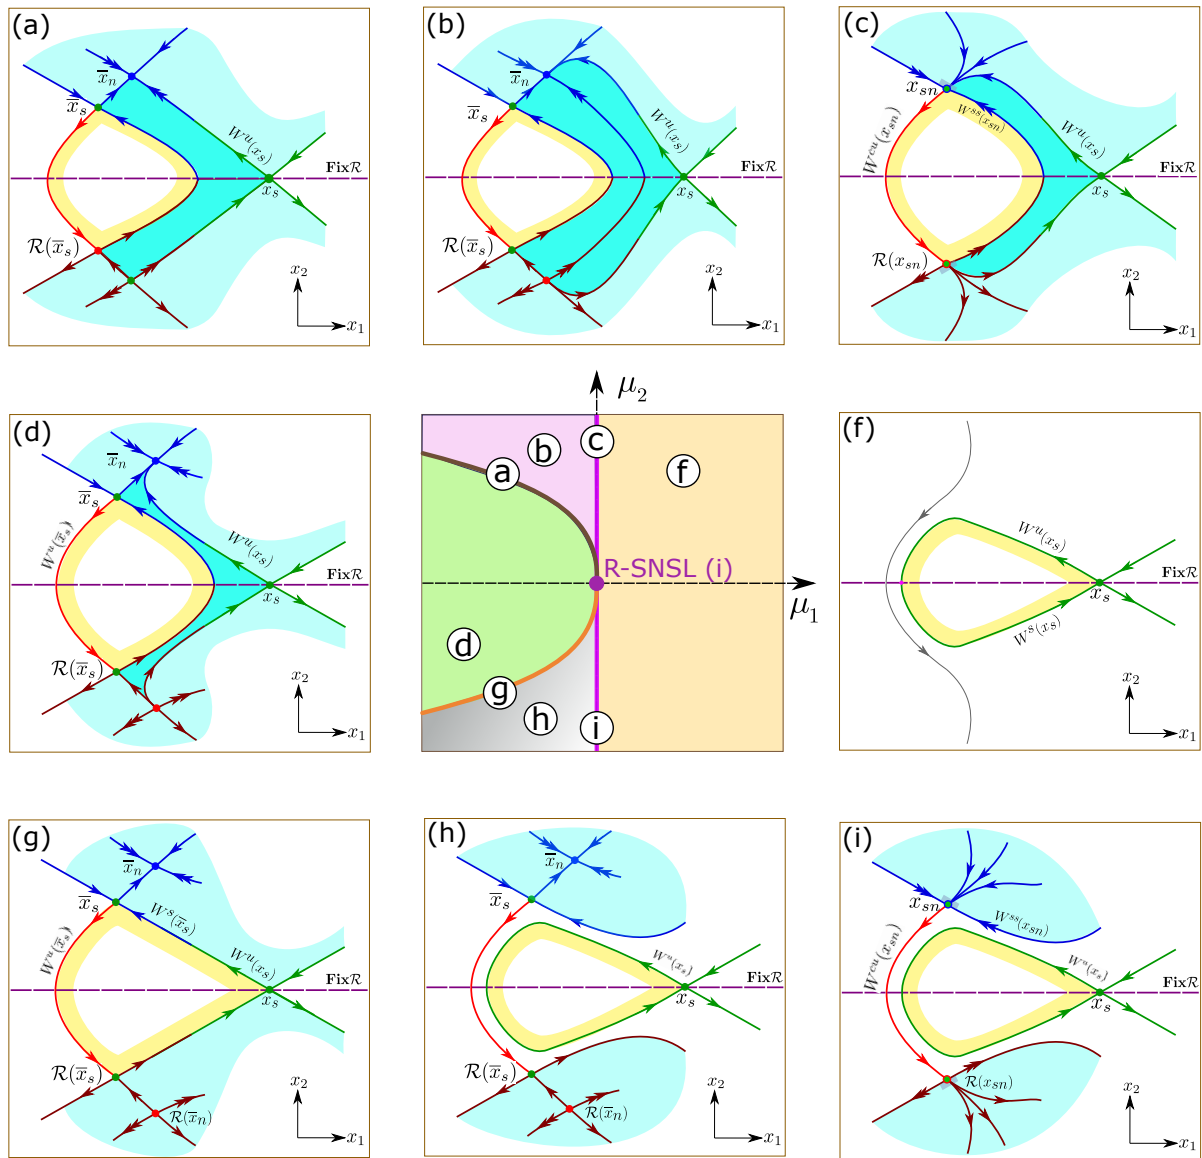 (a)
x̄ₙ
x̄ₛ
Wᵘ(xₛ)
FixR
xₛ
R(x̄ₛ)
x₂
x₁
(b)
x̄ₙ
x̄ₛ
Wᵘ(xₛ)
FixR
xₛ
R(x̄ₛ)
x₂
x₁
(c)
xₛₙ
Wˢˢ(xₛₙ)
Wᵘ(xₛ)
Wᶜᵘ(xₛₙ)
FixR
xₛ
R(xₛₙ)
x₂
x₁
(d)
x̄ₙ
x̄ₛ
Wᵘ(x̄ₛ)
Wᵘ(xₛ)
FixR
xₛ
R(x̄ₛ)
x₂
x₁
μ₂
b
c
a
f
R-SNSL (i)
μ₁
d
g
h
i
(f)
Wᵘ(xₛ)
FixR
xₛ
Wˢ(xₛ)
x₂
x₁
(g)
x̄ₙ
x̄ₛ
Wˢ(x̄ₛ)
Wᵘ(x̄ₛ)
Wᵘ(xₛ)
FixR
xₛ
R(x̄ₛ)
R(x̄ₙ)
x₂
x₁
(h)
x̄ₙ
x̄ₛ
Wᵘ(xₛ)
FixR
xₛ
R(x̄ₛ)
R(x̄ₙ)
x₂
x₁
(i)
xₛₙ
Wˢˢ(xₛₙ)
Wᶜᵘ(xₛₙ)
Wᵘ(xₛ)
FixR
xₛ
R(xₛₙ)
x₂
x₁